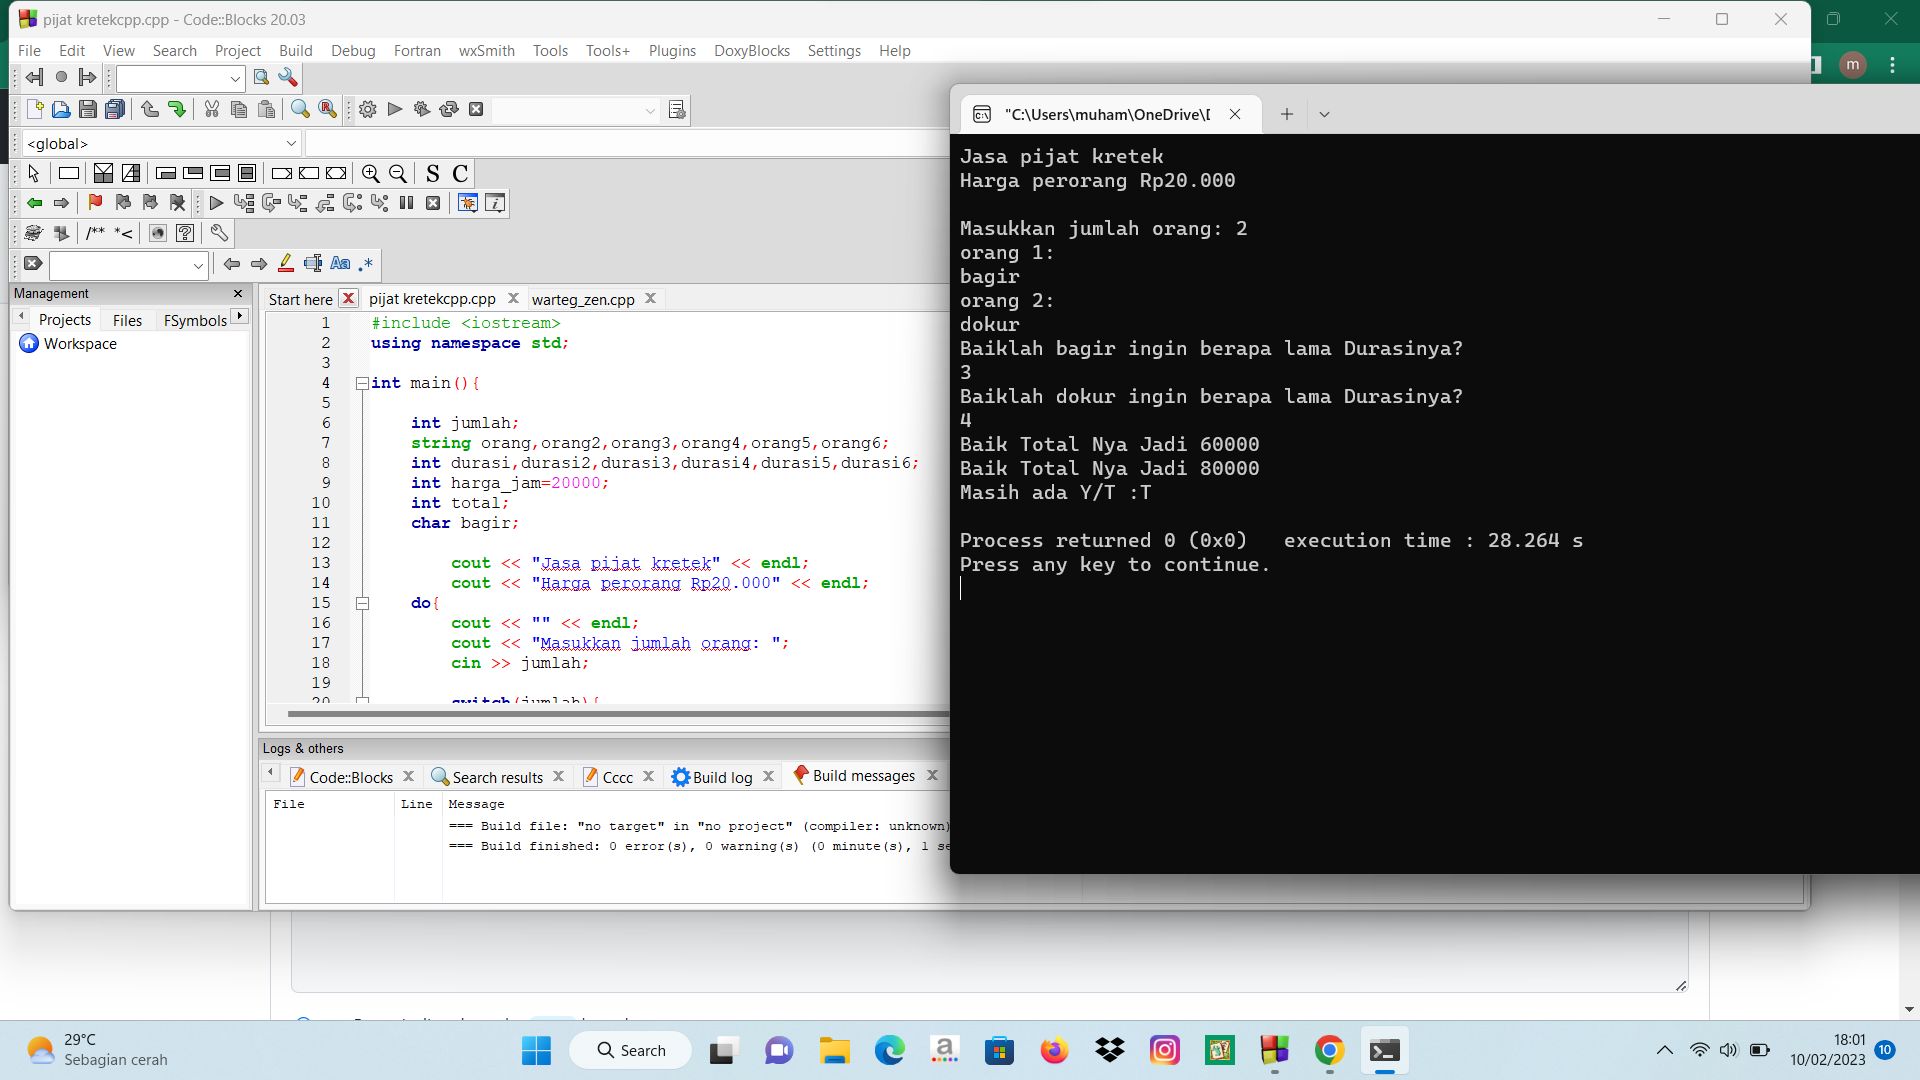 pijat kretekcpp.cpp - Code::Blocks 20.03
File Edit View Search Project Build Debug Fortran wxSmith Tools Tools+ Plugins DoxyBlocks Settings Help
m
<global>
S C
/** *<
Aa .*
Management
Projects Files FSymbols
Workspace
Start here pijat kretekcpp.cpp warteg_zen.cpp
1 #include <iostream>
2 using namespace std;
3
4 int main(){
5
6 int jumlah;
7 string orang,orang2,orang3,orang4,orang5,orang6;
8 int durasi,durasi2,durasi3,durasi4,durasi5,durasi6;
9 int harga_jam=20000;
10 int total;
11 char bagir;
12
13 cout << "Jasa pijat kretek" << endl;
14 cout << "Harga perorang Rp20.000" << endl;
15 do{
16 cout << "" << endl;
17 cout << "Masukkan jumlah orang: ";
18 cin >> jumlah;
19
20 switch(jumlah){
Logs & others
Code::Blocks Search results Cccc Build log Build messages
File Line Message
=== Build file: "no target" in "no project" (compiler: unknown)
=== Build finished: 0 error(s), 0 warning(s) (0 minute(s), 1 se
"C:\Users\muham\OneDrive\D
Jasa pijat kretek
Harga perorang Rp20.000
Masukkan jumlah orang: 2
orang 1:
bagir
orang 2:
dokur
Baiklah bagir ingin berapa lama Durasinya?
3
Baiklah dokur ingin berapa lama Durasinya?
4
Baik Total Nya Jadi 60000
Baik Total Nya Jadi 80000
Masih ada Y/T :T
Process returned 0 (0x0) execution time : 28.264 s
Press any key to continue.
29°C
Sebagian cerah
Search
18:01
10/02/2023
10